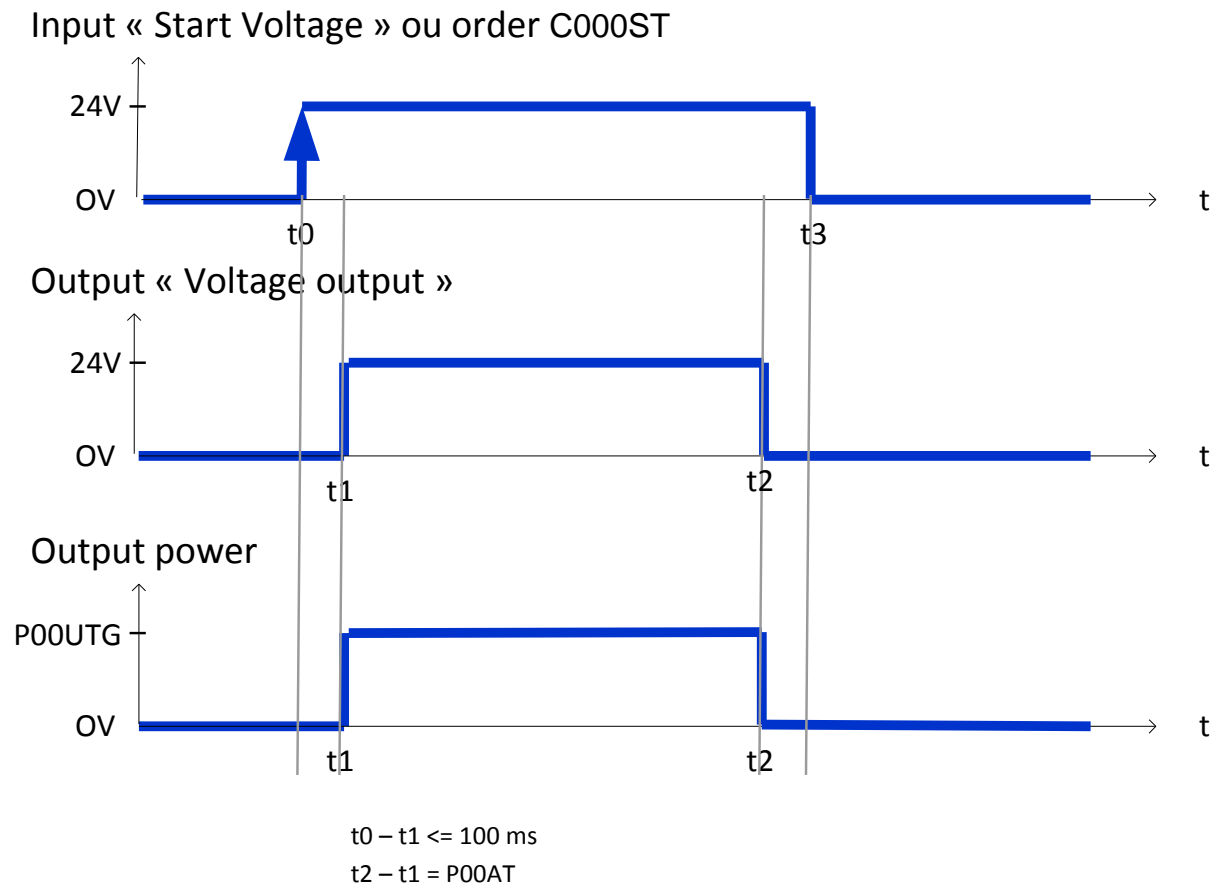 Input « Start Voltage » ou order C000ST
24V
OV
t
t0
t3
Output « Voltage output »
24V
OV
t
t1
t2
Output power
P00UTG
OV
t
t1
t2
t0 – t1 <= 100 ms
t2 – t1 = P00AT